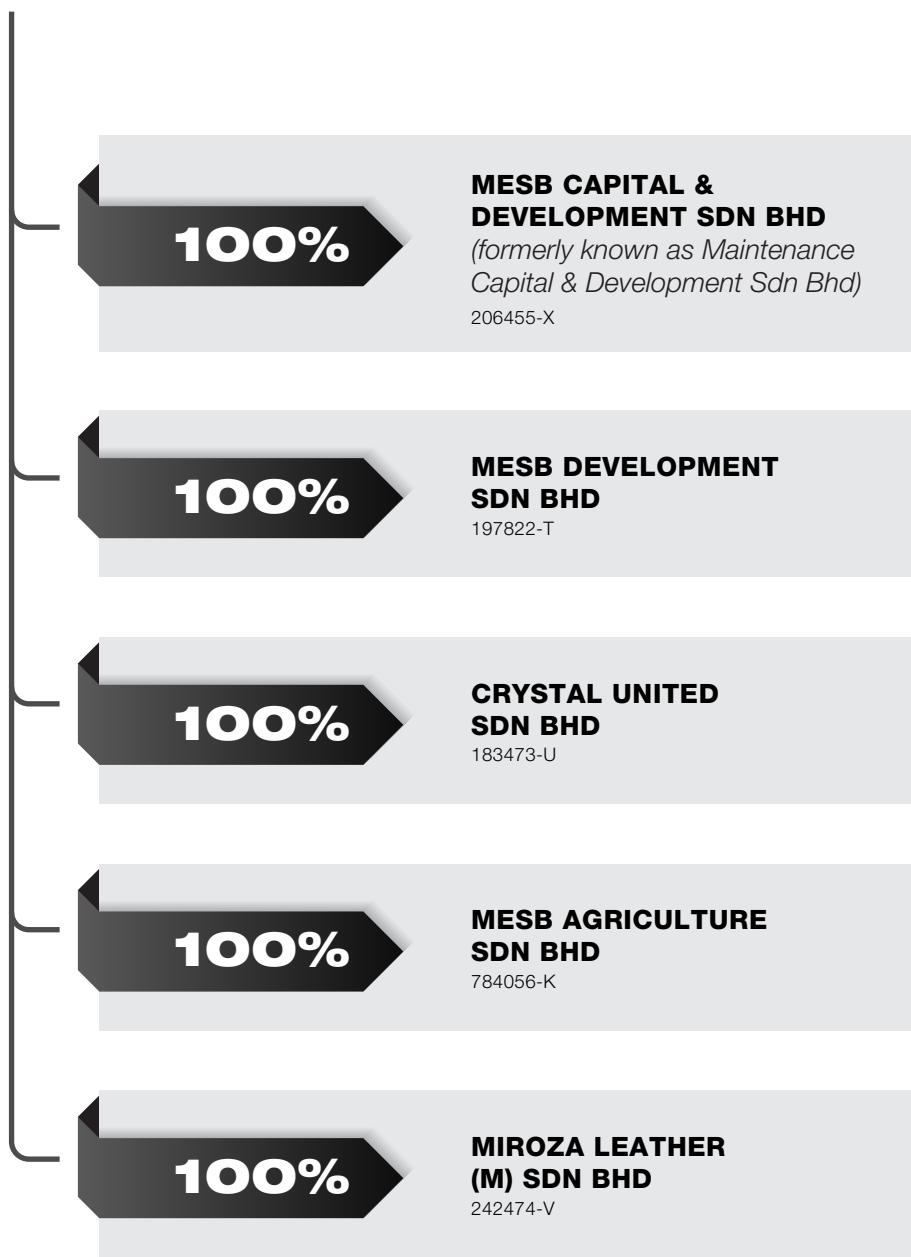 100%
MESB CAPITAL &
DEVELOPMENT SDN BHD
(formerly known as Maintenance
Capital & Development Sdn Bhd)
206455-X
100%
MESB DEVELOPMENT
SDN BHD
197822-T
100%
CRYSTAL UNITED
SDN BHD
183473-U
100%
MESB AGRICULTURE
SDN BHD
784056-K
100%
MIROZA LEATHER
(M) SDN BHD
242474-V